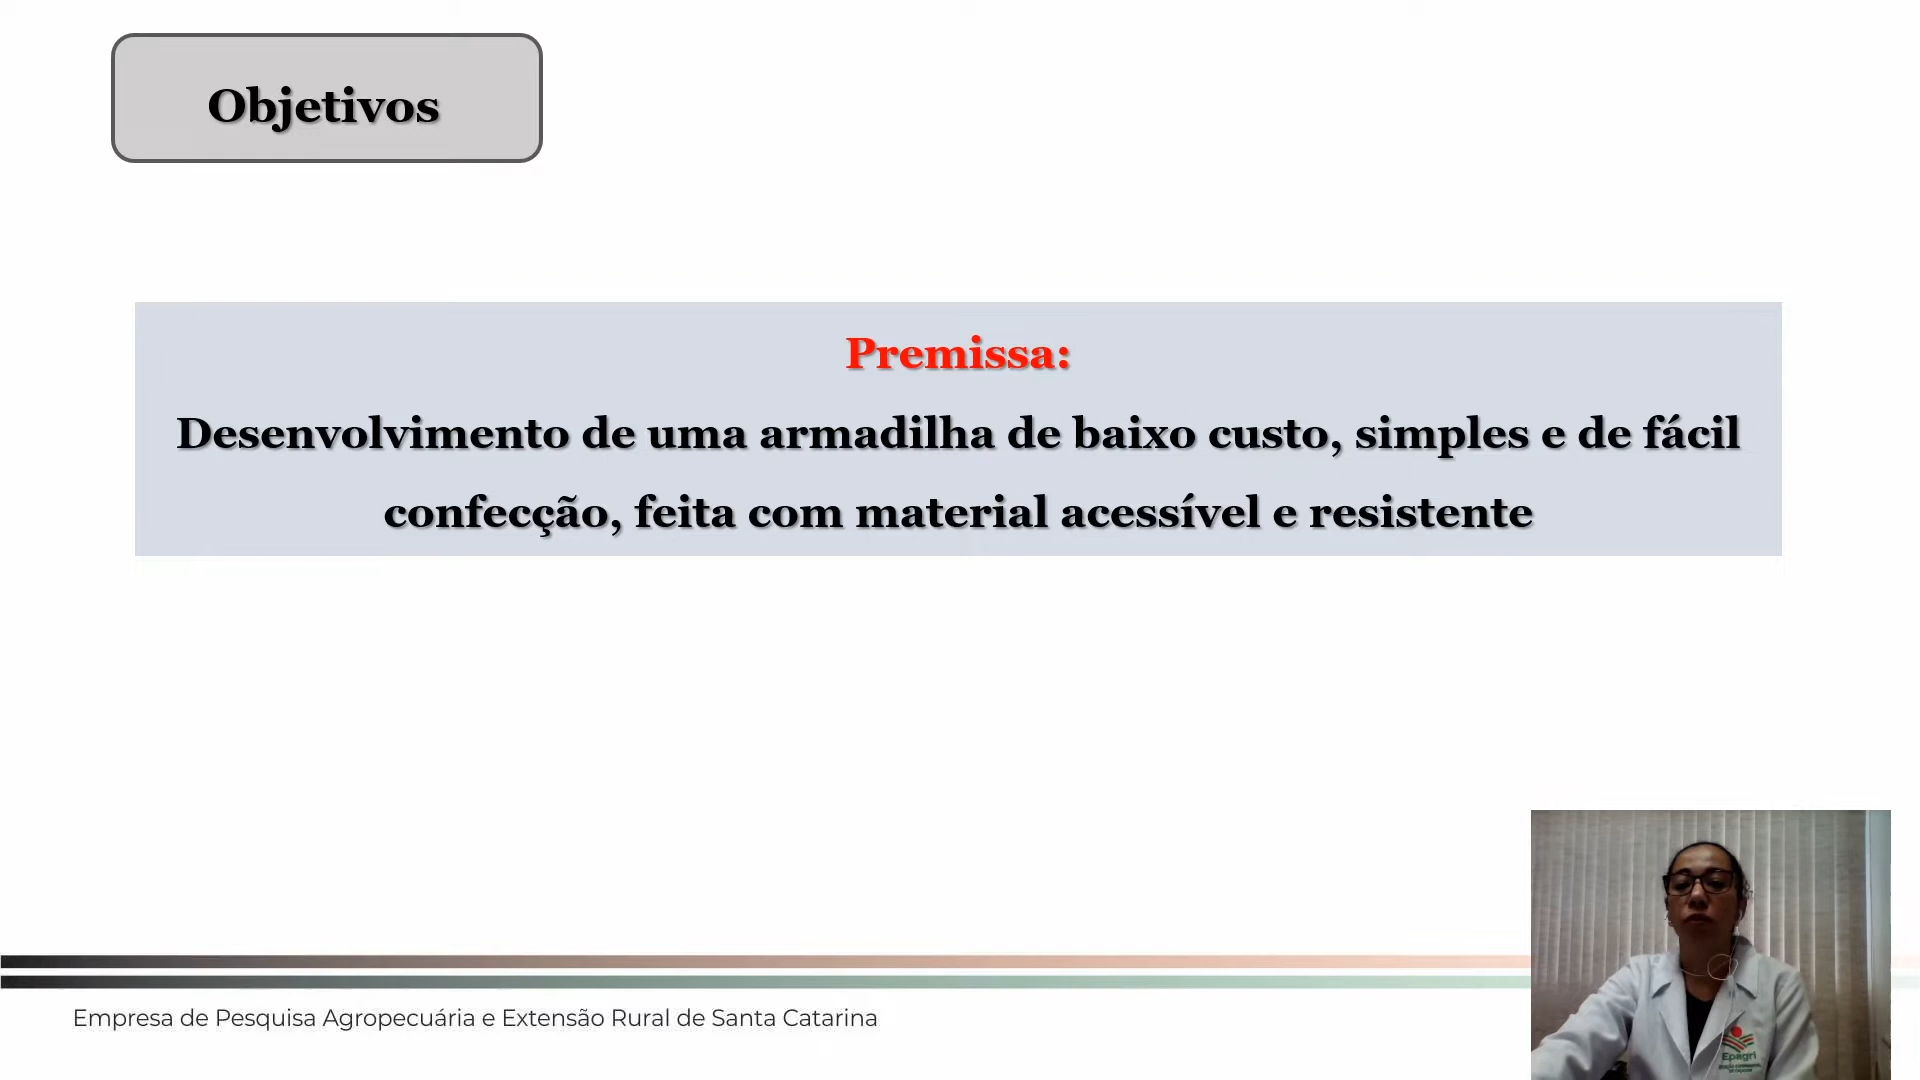 Objetivos
Premissa:
Desenvolvimento de uma armadilha de baixo custo, simples e de fácil
confecção, feita com material acessível e resistente
Empresa de Pesquisa Agropecuária e Extensão Rural de Santa Catarina
Epagri